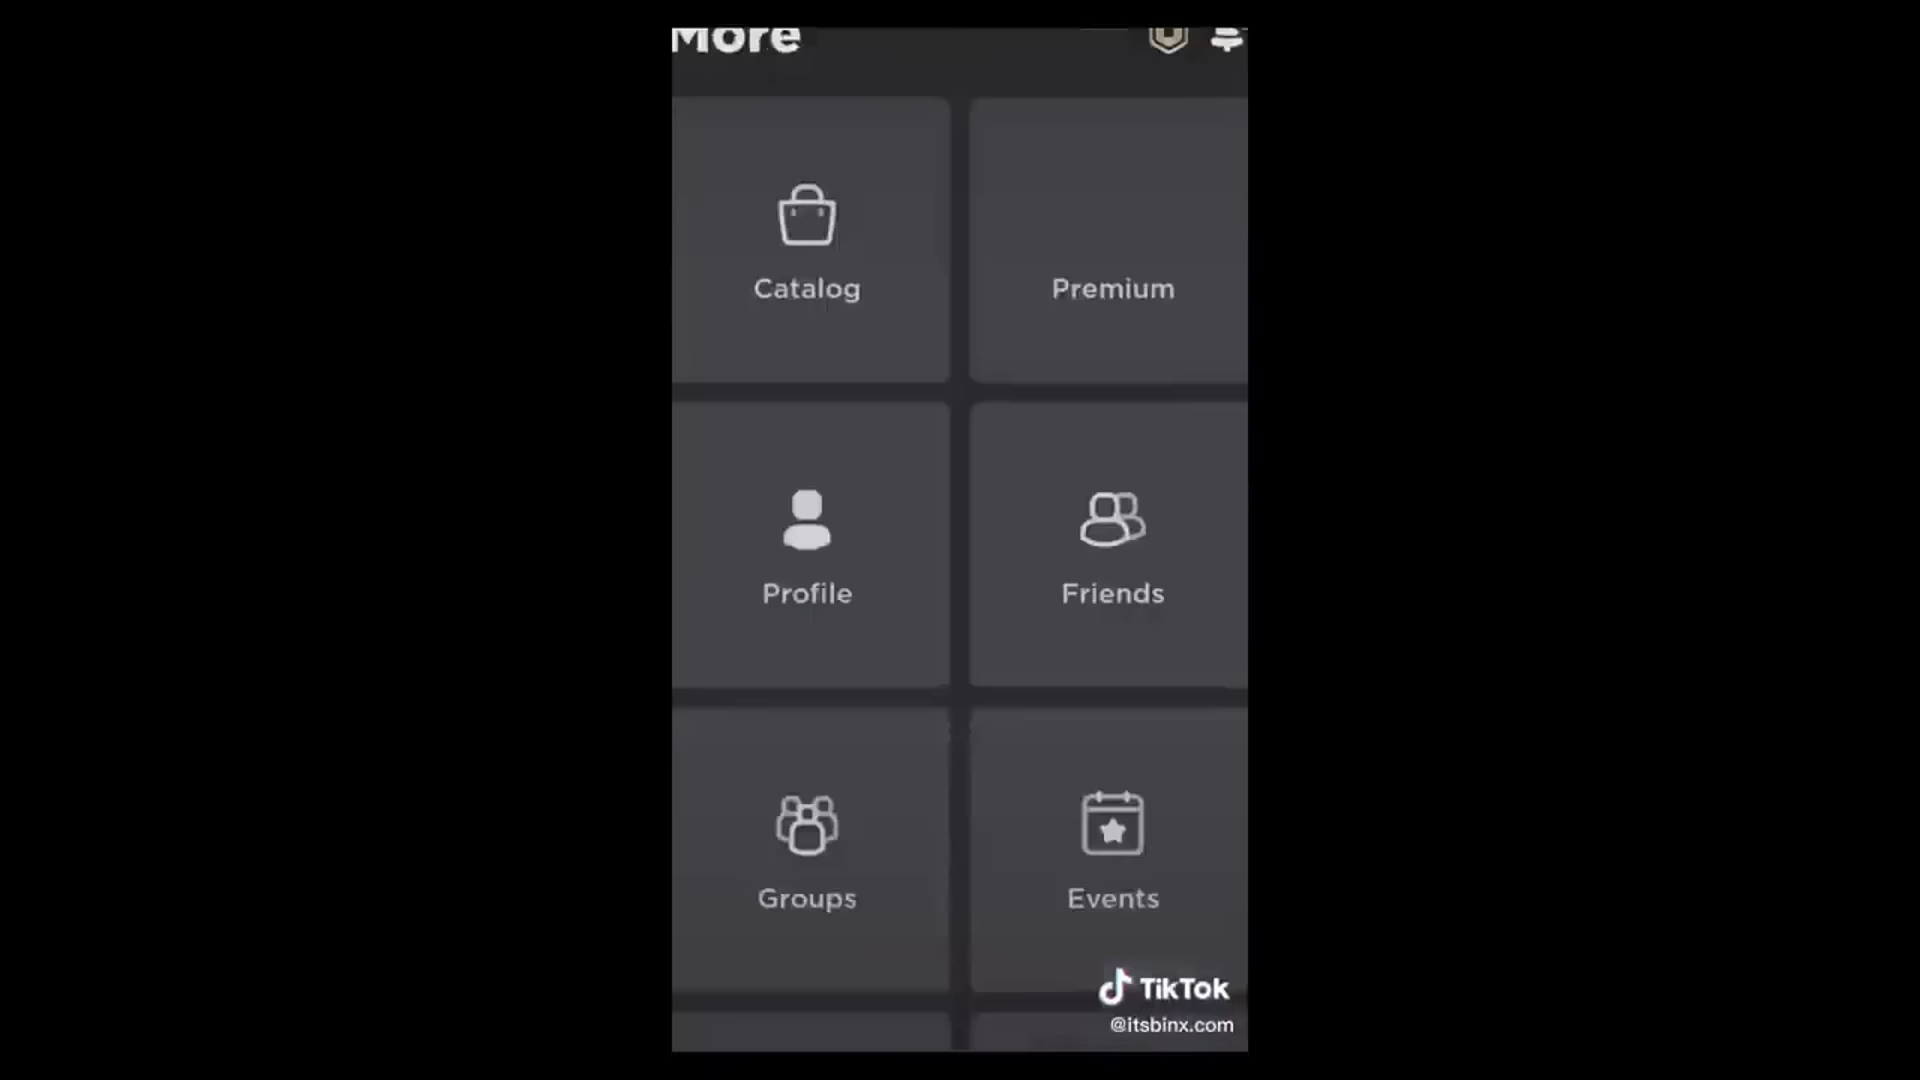 More
Catalog
Premium
Profile
Friends
Groups
Events
TikTok
@itsbinx.com